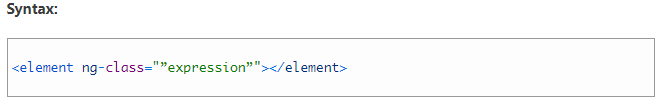 Syntax:
<element ng-class="”expression”"></element>